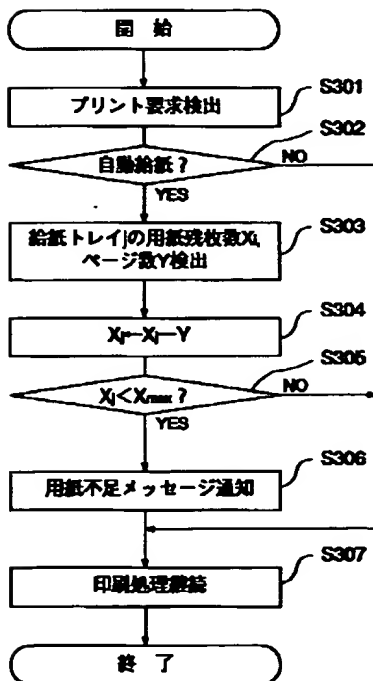 開 始
プリント要求検出
S301
自動給紙?
S302
NO
YES
給紙トレイjの用紙残枚数Xj,
ページ数Y検出
S303
Xj←Xj−Y
S304
Xj<Xmax?
S305
NO
YES
用紙不足メッセージ通知
S306
印刷処理継続
S307
終 了